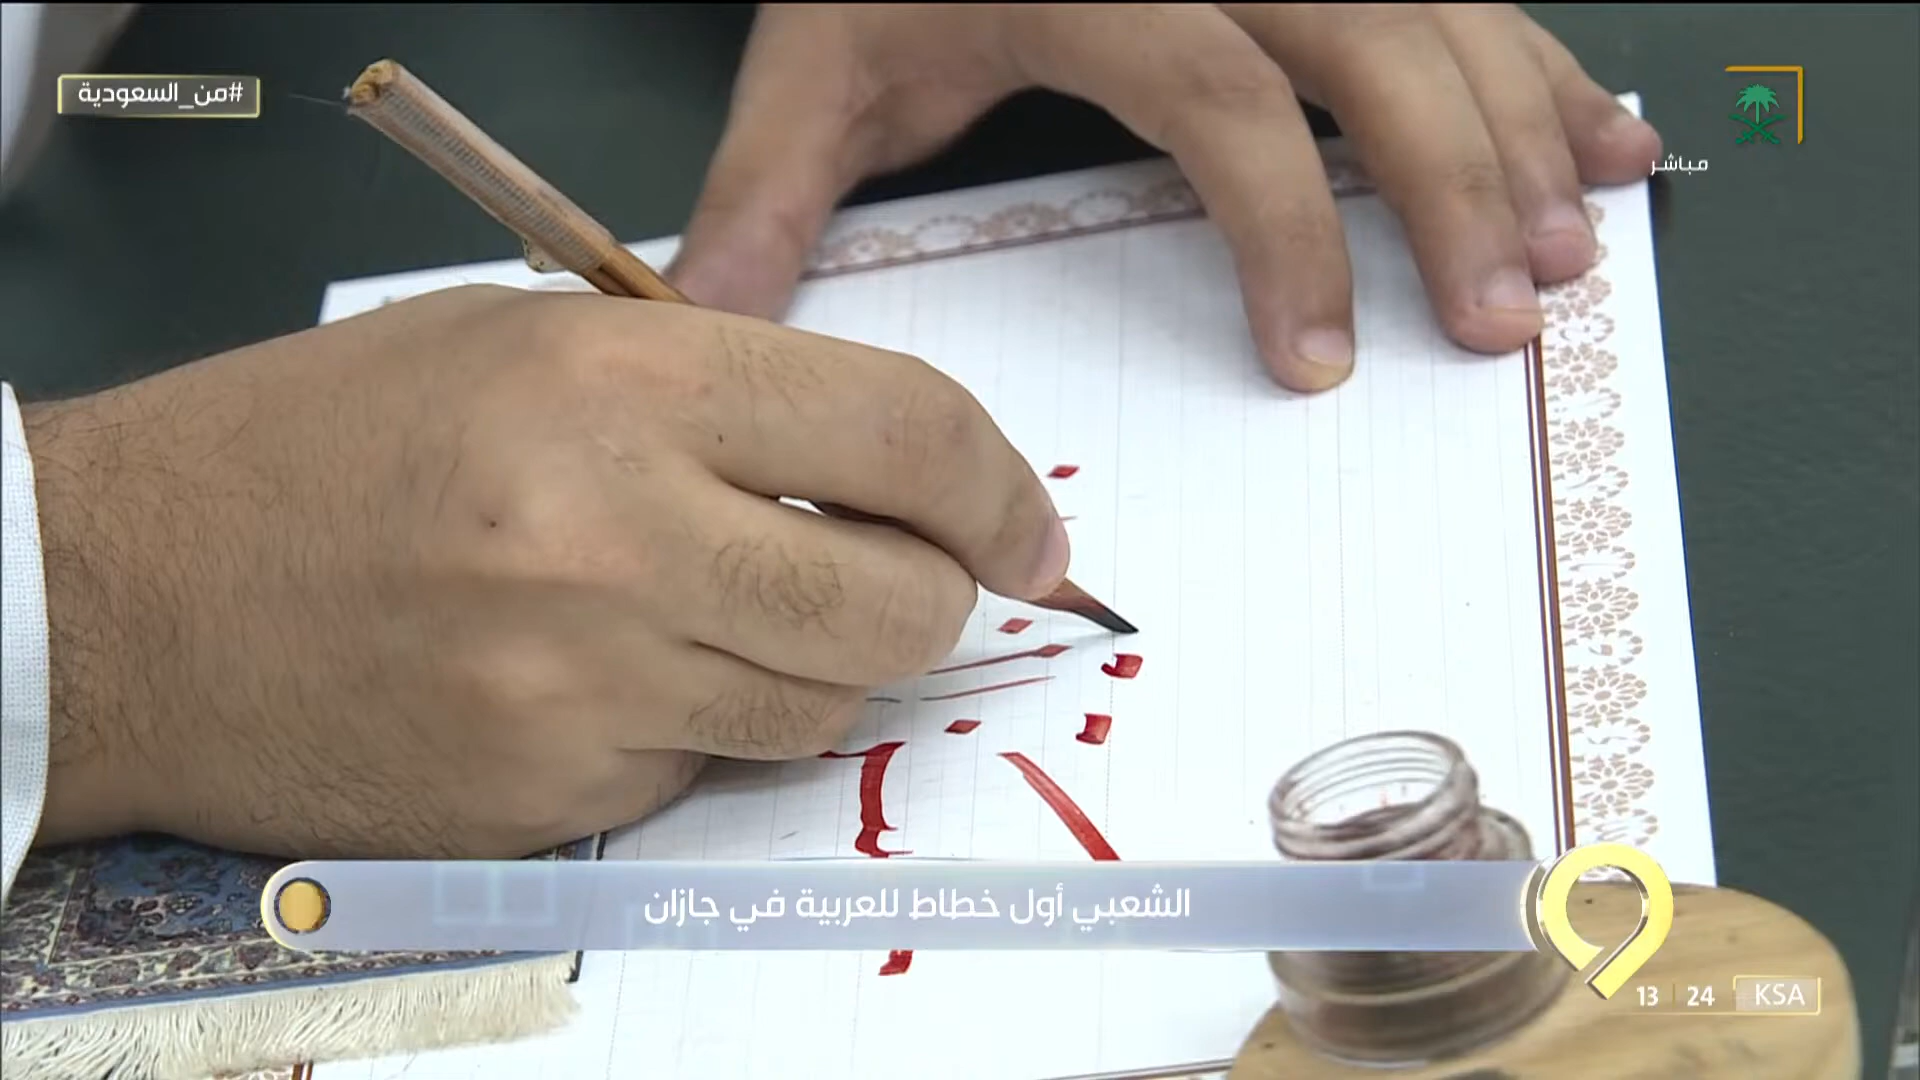 #من_السعودية
مباشر
الشعبي أول خطاط للعربية في جازان
13 24 KSA